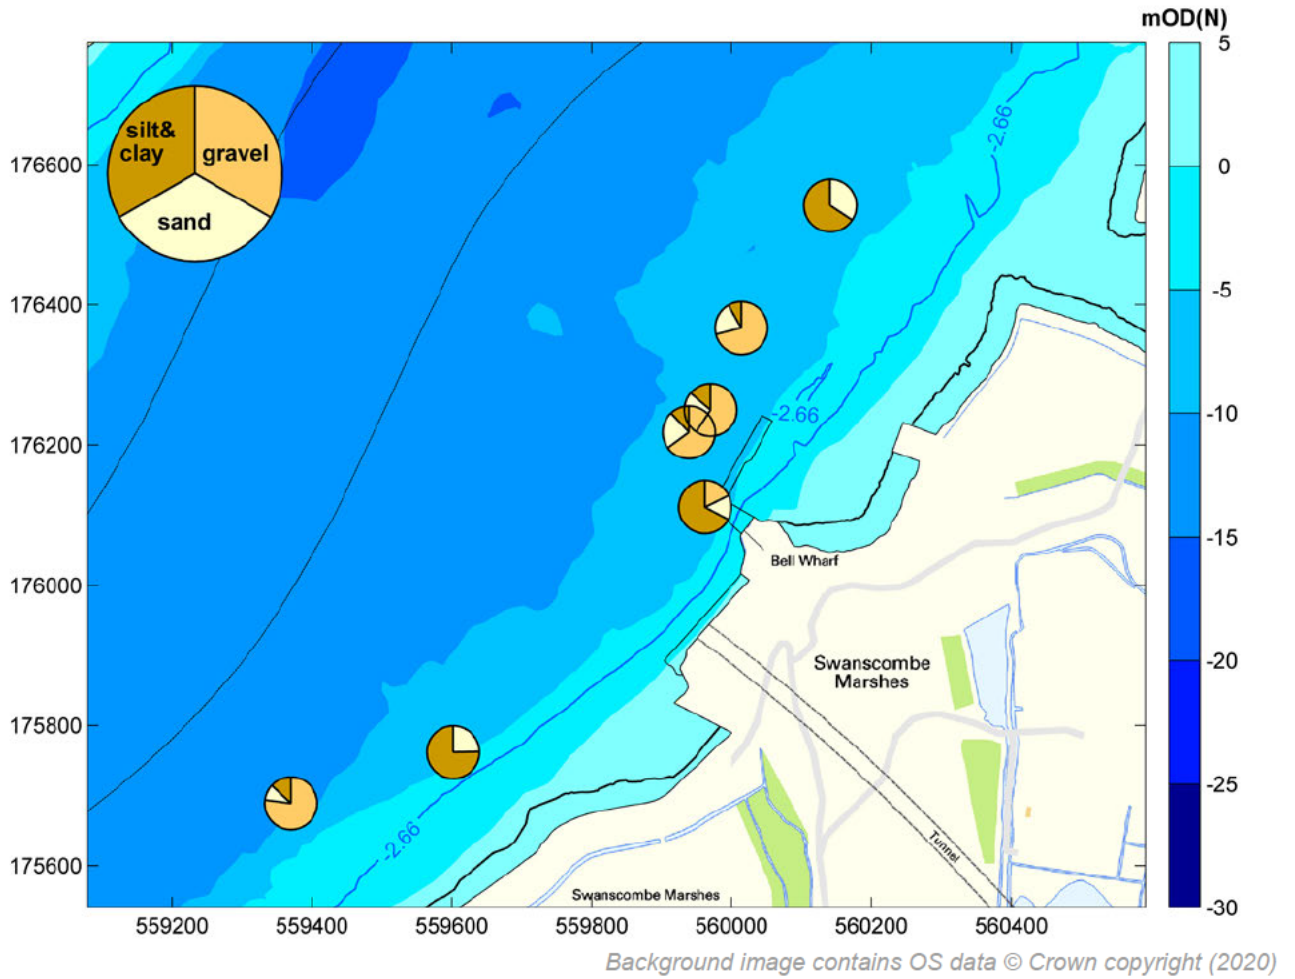 mOD(N)
5
0
-5
-10
-15
-20
-25
-30
176600
176400
176200
176000
175800
175600
silt&
clay
gravel
sand
-2.66
-2.66
-2.66
Bell Wharf
Swanscombe
Marshes
Tunnel
Swanscombe Marshes
559200
559400
559600
559800
560000
560200
560400
Background image contains OS data © Crown copyright (2020)